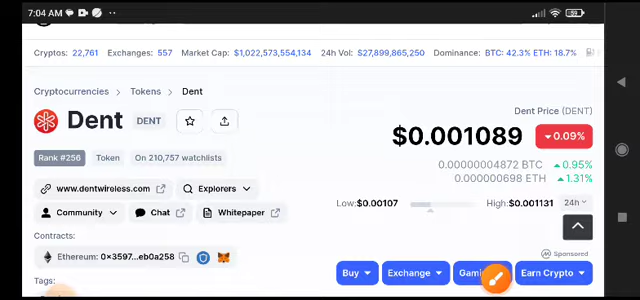 7:04 AM
Cryptos: 22,761 Exchanges: 557 Market Cap: $1,022,573,554,134 24h Vol: $27,899,865,250 Dominance: BTC: 42.3% ETH: 18.7%
Cryptocurrencies > Tokens > Dent
Dent Price (DENT)
Dent DENT
$0.001089 0.09%
Rank #256 Token On 210,757 watchlists
0.00000004872 BTC 0.95%
0.000000698 ETH 1.31%
www.dentwireless.com Explorers
Low: $0.00107 High: $0.001131 24h
Community Chat Whitepaper
Contracts:
Ethereum: 0x3597...eb0a258
Sponsored
Buy Exchange Gami Earn Crypto
Tags: